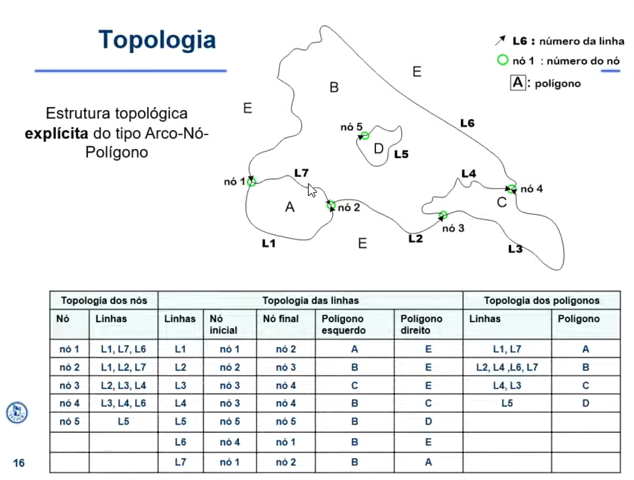 Topologia
Estrutura topológica
explícita do tipo Arco-Nó-
Polígono
L6 : número da linha
nó 1 : número do nó
A : polígono
E
B
E
L6
nó 5
D
L5
L7
L4
nó 1
nó 4
A
nó 2
C
nó 3
L1
E
L2
L3
Topologia dos nós Topologia das linhas Topologia dos polígonos
Nó Linhas Linhas Nó inicial Nó final Polígono esquerdo Polígono direito Linhas Polígono
nó 1 L1, L7, L6 L1 nó 1 nó 2 A E L1, L7 A
nó 2 L1, L2, L7 L2 nó 2 nó 3 B E L2, L4 ,L6, L7 B
nó 3 L2, L3, L4 L3 nó 3 nó 4 C E L4, L3 C
nó 4 L3, L4, L6 L4 nó 3 nó 4 B C L5 D
nó 5 L5 L5 nó 5 nó 5 B D
L6 nó 4 nó 1 B E
L7 nó 1 nó 2 B A
16